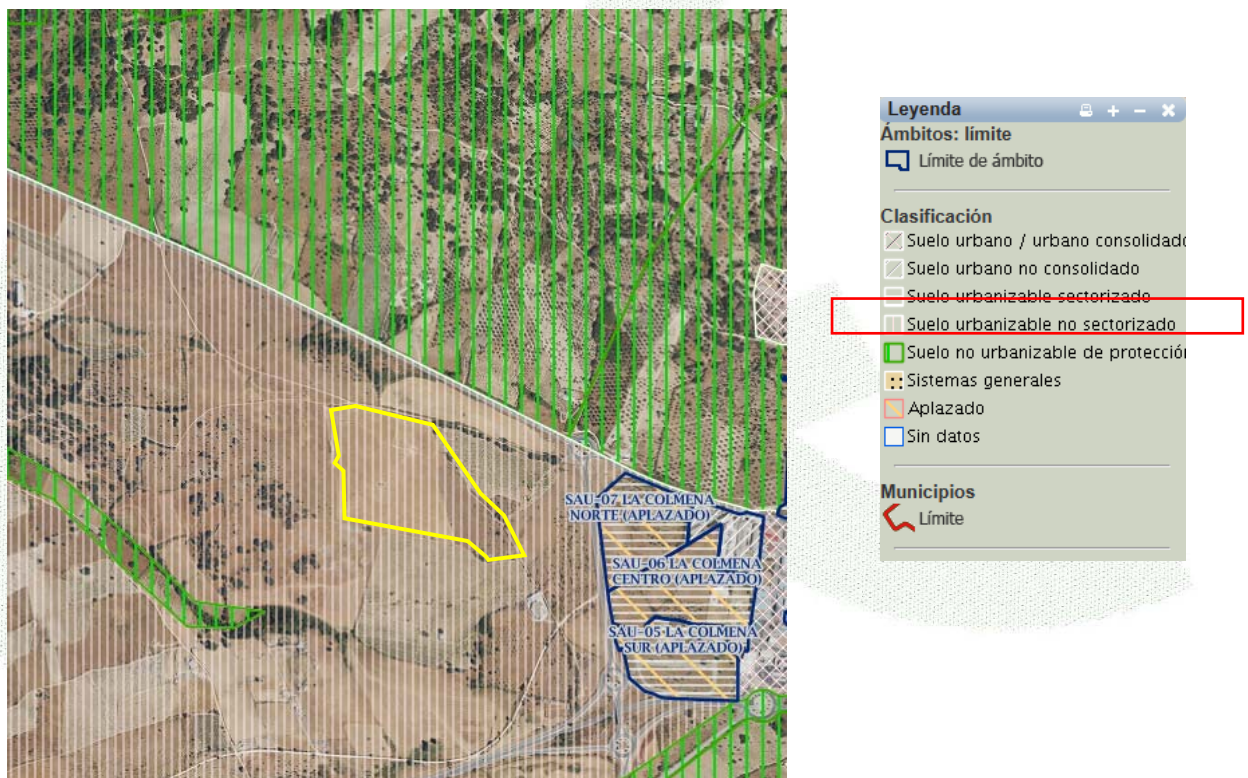 SAU-07 LA COLMENA
NORTE (APLAZADO)
SAU-06 LA COLMENA
CENTRO (APLAZADO)
SAU-05 LA COLMENA
SUR (APLAZADO)
Leyenda
Ámbitos: límite
Límite de ámbito
Clasificación
Suelo urbano / urbano consolidado
Suelo urbano no consolidado
Suelo urbanizable sectorizado
Suelo urbanizable no sectorizado
Suelo no urbanizable de protección
Sistemas generales
Aplazado
Sin datos
Municipios
Límite